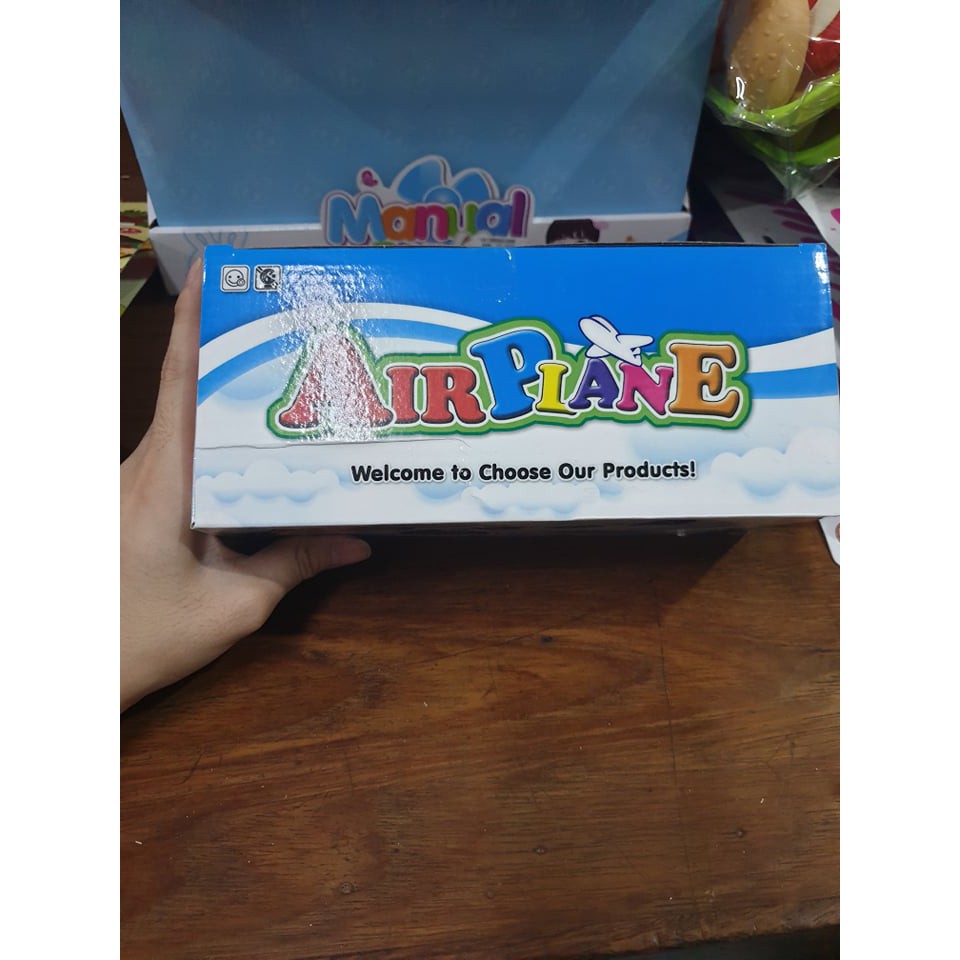 Manual
AIRPIANE
Welcome to Choose Our Products!